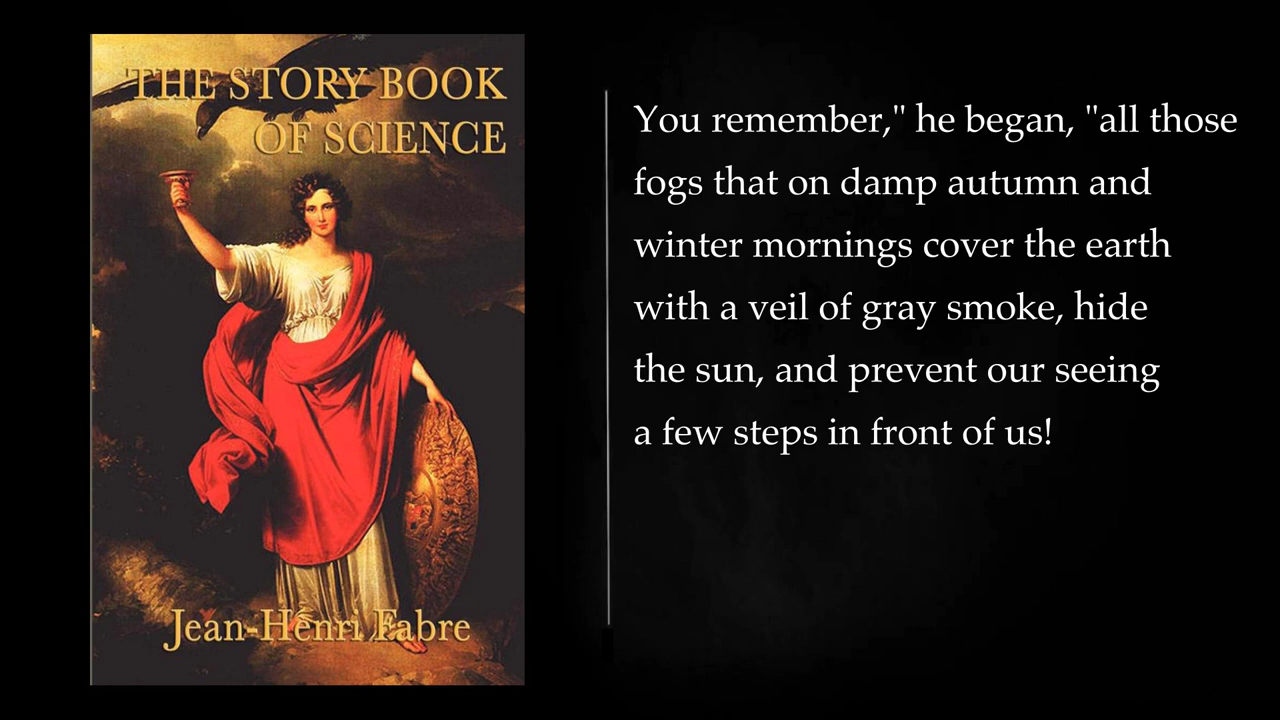 THE STORY BOOK
OF SCIENCE
Jean-Henri Fabre
You remember," he began, "all those
fogs that on damp autumn and
winter mornings cover the earth
with a veil of gray smoke, hide
the sun, and prevent our seeing
a few steps in front of us!